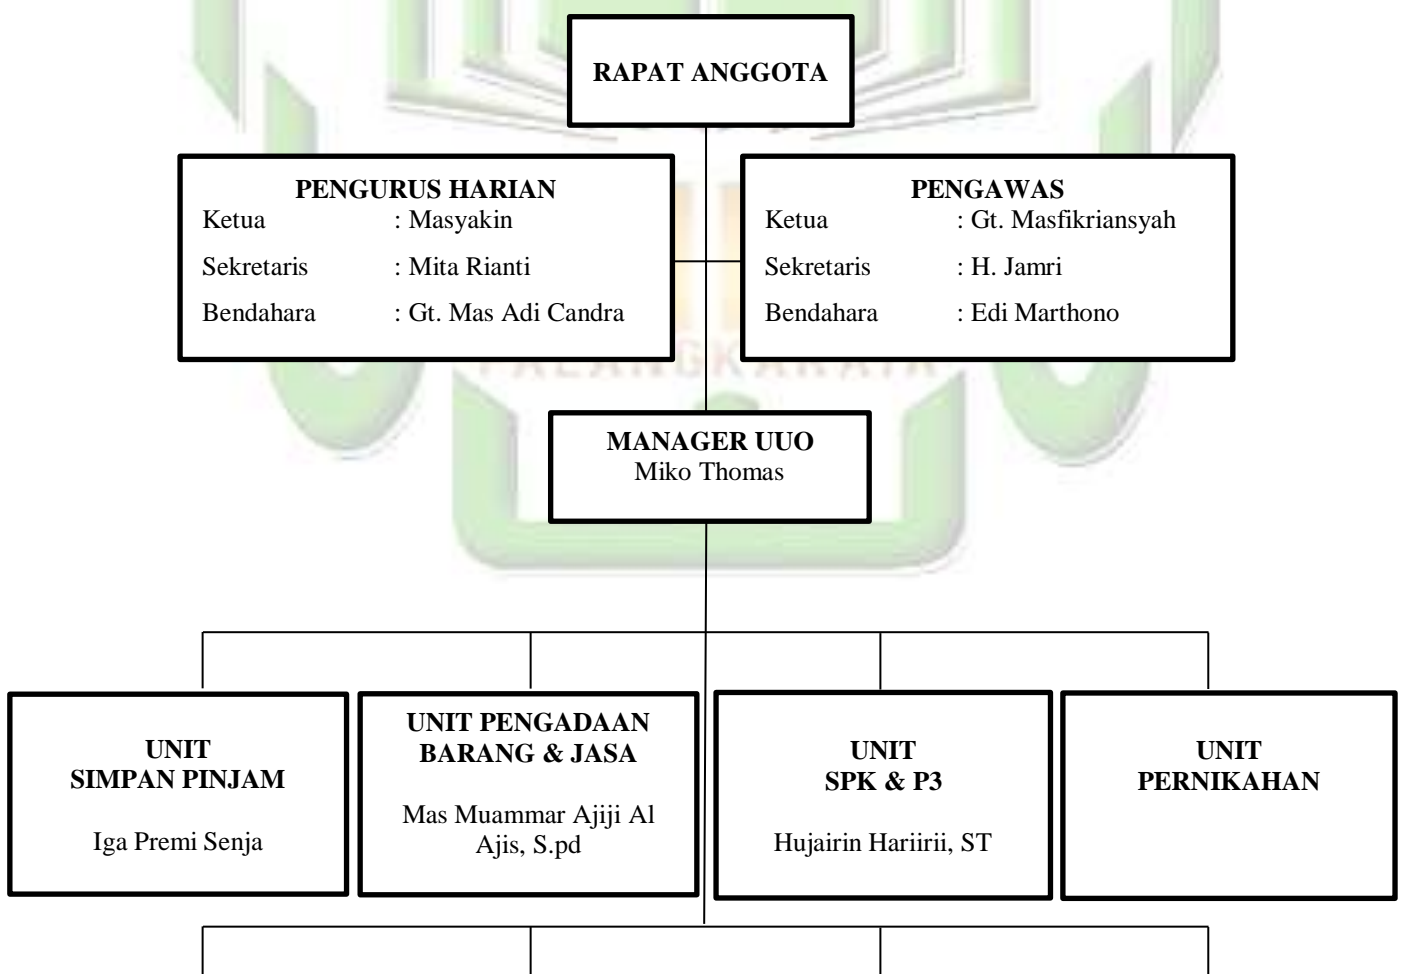 RAPAT ANGGOTA
PENGURUS HARIAN
Ketua : Masyakin
Sekretaris : Mita Rianti
Bendahara : Gt. Mas Adi Candra
PENGAWAS
Ketua : Gt. Masfikriansyah
Sekretaris : H. Jamri
Bendahara : Edi Marthono
PALANGKARAYA
MANAGER UUO
Miko Thomas
UNIT
SIMPAN PINJAM
Iga Premi Senja
UNIT PENGADAAN
BARANG & JASA
Mas Muammar Ajiji Al
Ajis, S.pd
UNIT
SPK & P3
Hujairin Hariirii, ST
UNIT
PERNIKAHAN